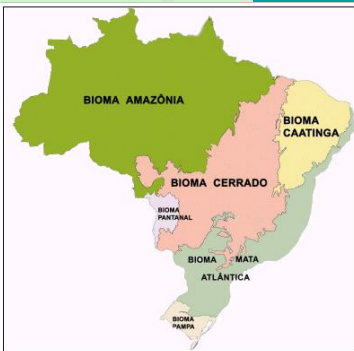 BIOMA AMAZÔNIA
BIOMA
CAATINGA
BIOMA CERRADO
BIOMA
PANTANAL
BIOMA MATA
ATLÂNTICA
BIOMA
PAMPA